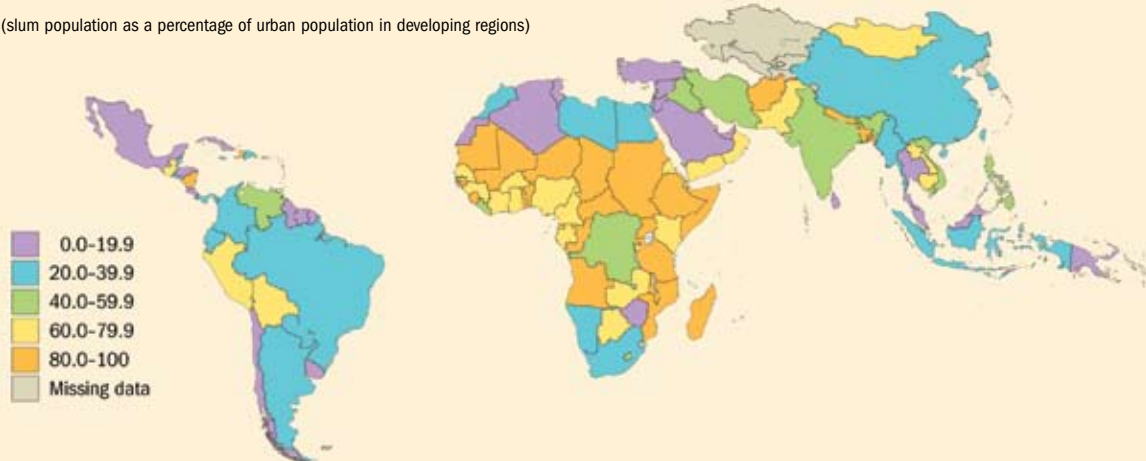 (slum population as a percentage of urban population in developing regions)
0.0-19.9
20.0-39.9
40.0-59.9
60.0-79.9
80.0-100
Missing data